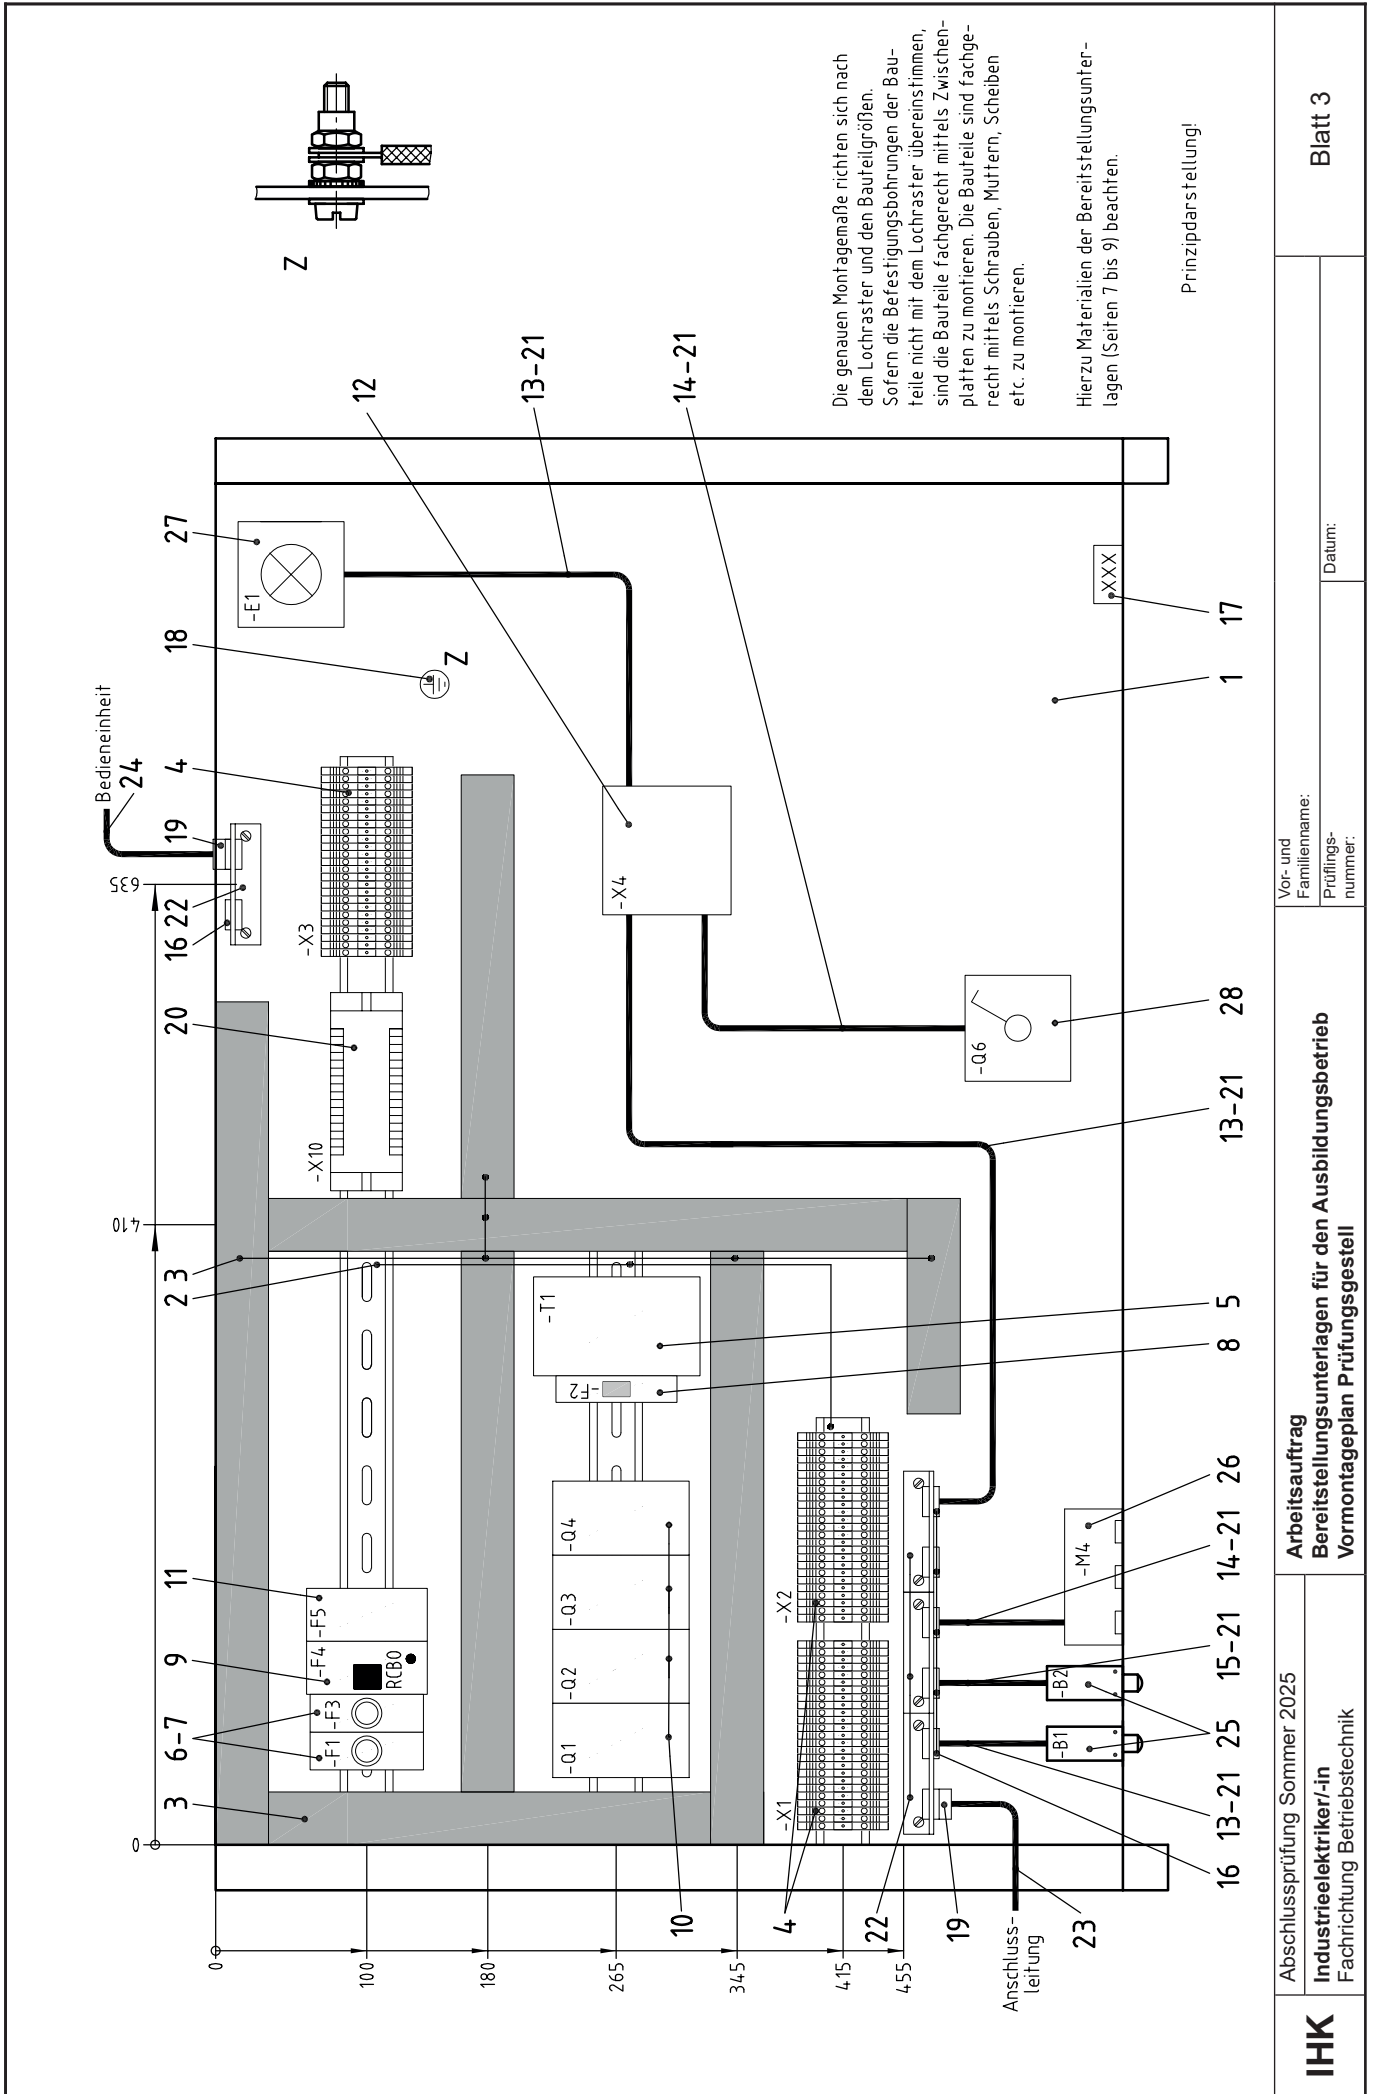 Z
Die genauen Montagemaße richten sich nach
dem Lochraster und den Bauteilgrößen.
Sofern die Befestigungsbohrungen der Bau-
teile nicht mit dem Lochraster übereinstimmen,
sind die Bauteile fachgerecht mittels Zwischen-
platten zu montieren. Die Bauteile sind fachge-
recht mittels Schrauben, Muttern, Scheiben
etc. zu montieren.
Hierzu Materialien der Bereitstellungsunter-
lagen (Seiten 7 bis 9) beachten.
Prinzipdarstellung!
0
410
635
Bedieneinheit
24
3
6-7
9
11
2
3
20
16
22
19
4
18
27
12
13-21
14-21
0
100
180
265
345
415
455
-F1
-F3
-F4
RCBO
-F5
-X10
-X3
-E1
Z
-Q1
-Q2
-Q3
-Q4
-F2
-T1
-X4
-X1
-X2
-Q6
-B1
-B2
-M4
XXX
10
4
22
19
23
Anschluss-
leitung
16
13-21
25
15-21
14-21
26
8
5
13-21
28
1
17
IHK
Abschlussprüfung Sommer 2025
Industrieelektriker/-in
Fachrichtung Betriebstechnik
Arbeitsauftrag
Bereitstellungsunterlagen für den Ausbildungsbetrieb
Vormontageplan Prüfungsgestell
Vor- und
Familienname:
Prüflings-
nummer:
Datum:
Blatt 3